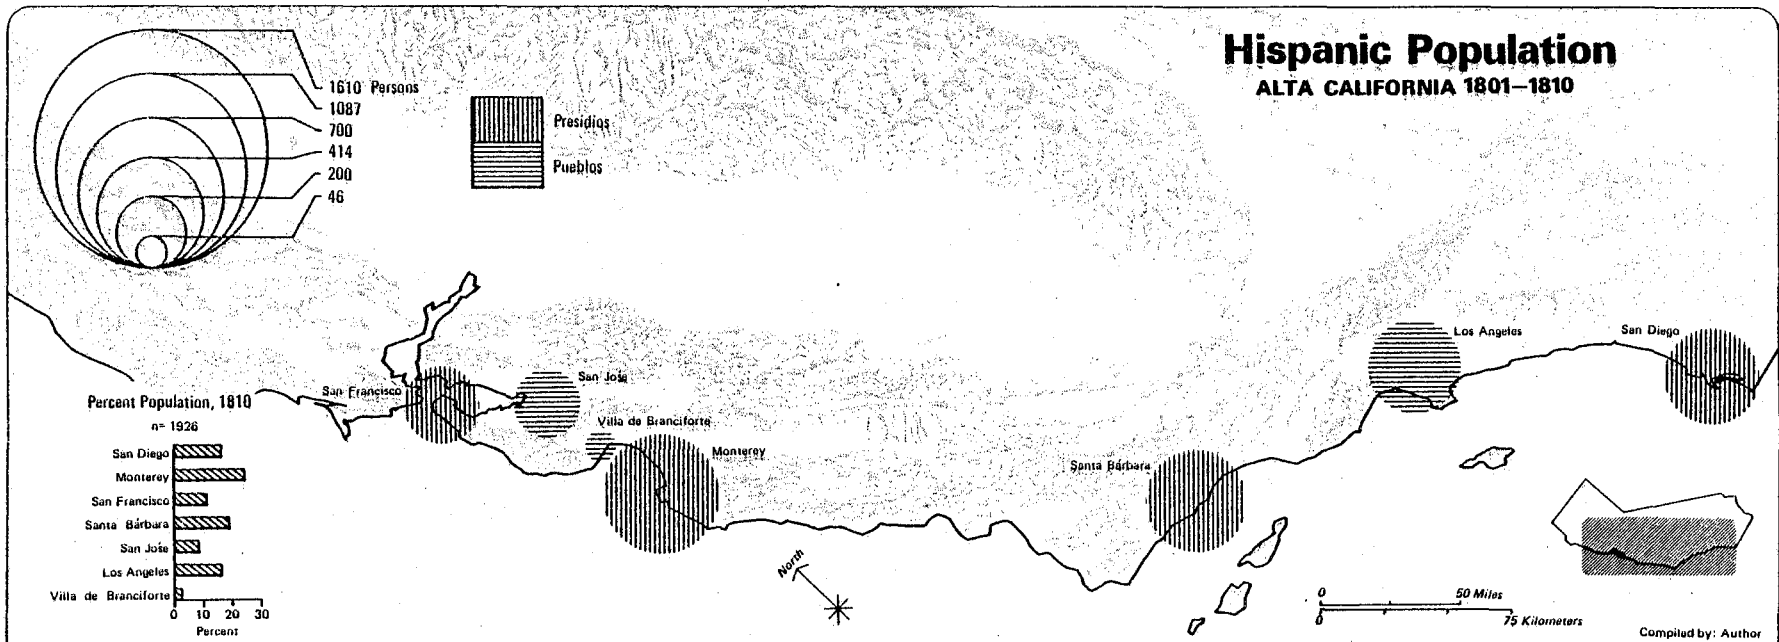 Hispanic Population
ALTA CALIFORNIA 1801–1810
1610 Persons
1087
700
414
200
46
Presidios
Pueblos
San Francisco
San José
Villa de Branciforte
Monterey
Santa Bárbara
Los Angeles
San Diego
Percent Population, 1810
n= 1926
San Diego
Monterey
San Francisco
Santa Bárbara
San José
Los Angeles
Villa de Branciforte
0 10 20 30
Percent
North
0 50 Miles
0 75 Kilometers
Compiled by: Author